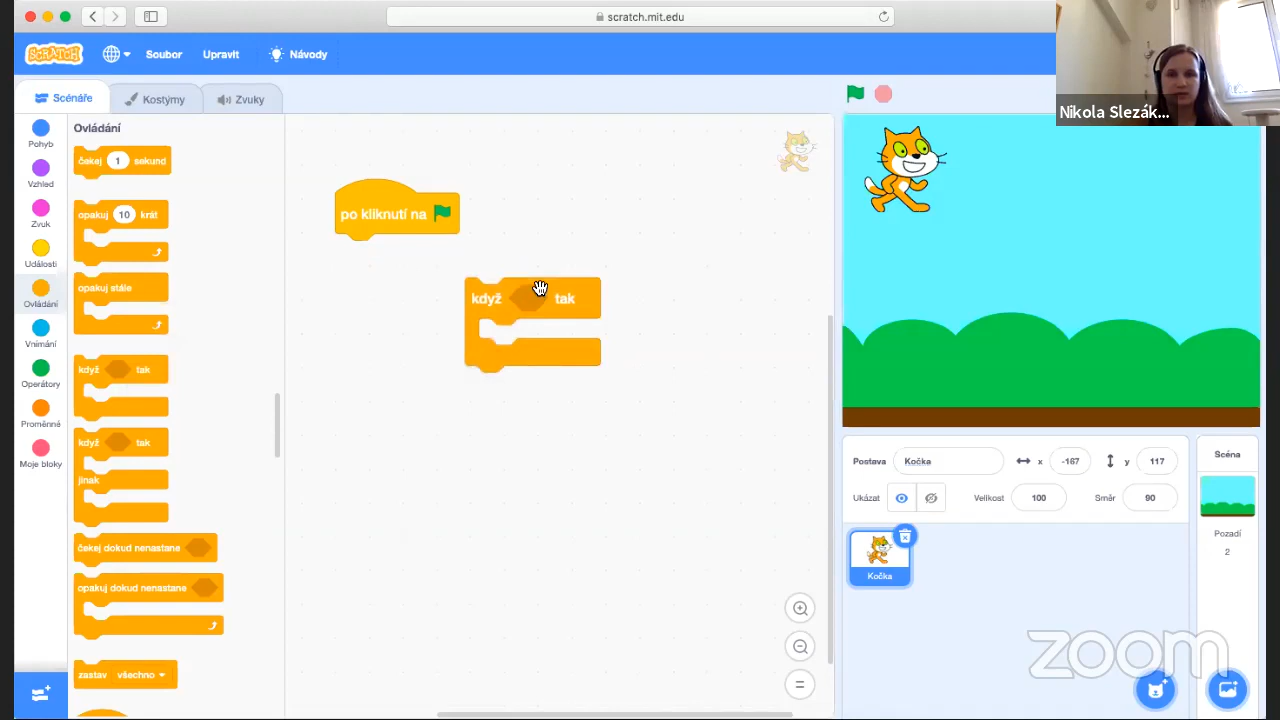 scratch.mit.edu
SCRATCH
Soubor
Upravit
Návody
Nikola Slezák...
Scénáře
Kostýmy
Zvuky
Pohyb
Vzhled
Zvuk
Události
Ovládání
Vnímání
Operátory
Proměnné
Moje bloky
Ovládání
čekej 1 sekund
opakuj 10 krát
opakuj stále
když tak
když tak
jinak
čekej dokud nenastane
opakuj dokud nenastane
zastav všechno
po kliknutí na
když tak
Postava Kočka x -167 y 117
Ukázat Velikost 100 Směr 90
Kočka
Scéna
Pozadí
2
zoom